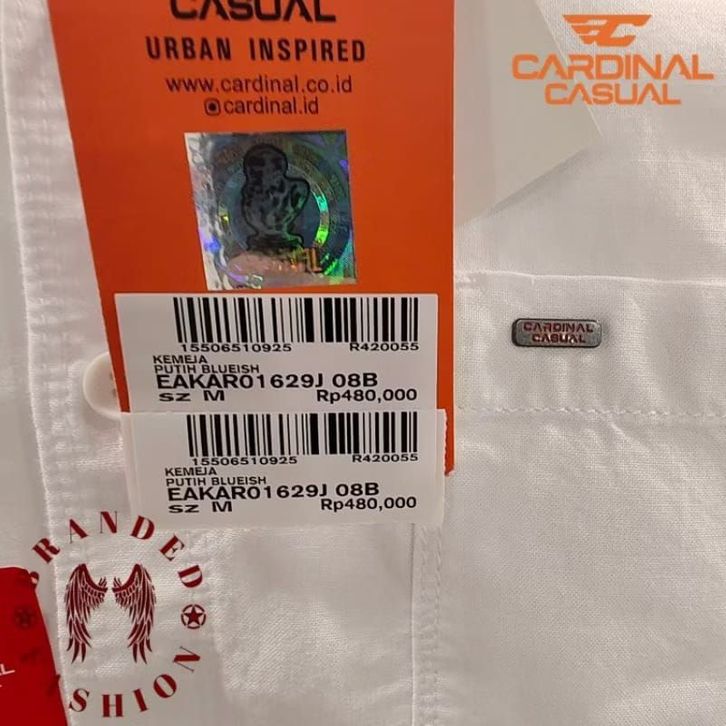 CASUAL
URBAN INSPIRED
www.cardinal.co.id
cardinal.id
CARDINAL
CASUAL
15506510925 R420055
KEMEJA
PUTIH BLUEISH
EAKAR01629J 08B
SZ M Rp480,000
CARDINAL
CASUAL
15506510925 R420055
KEMEJA
PUTIH BLUEISH
EAKAR01629J 08B
SZ M Rp480,000
BRANDED